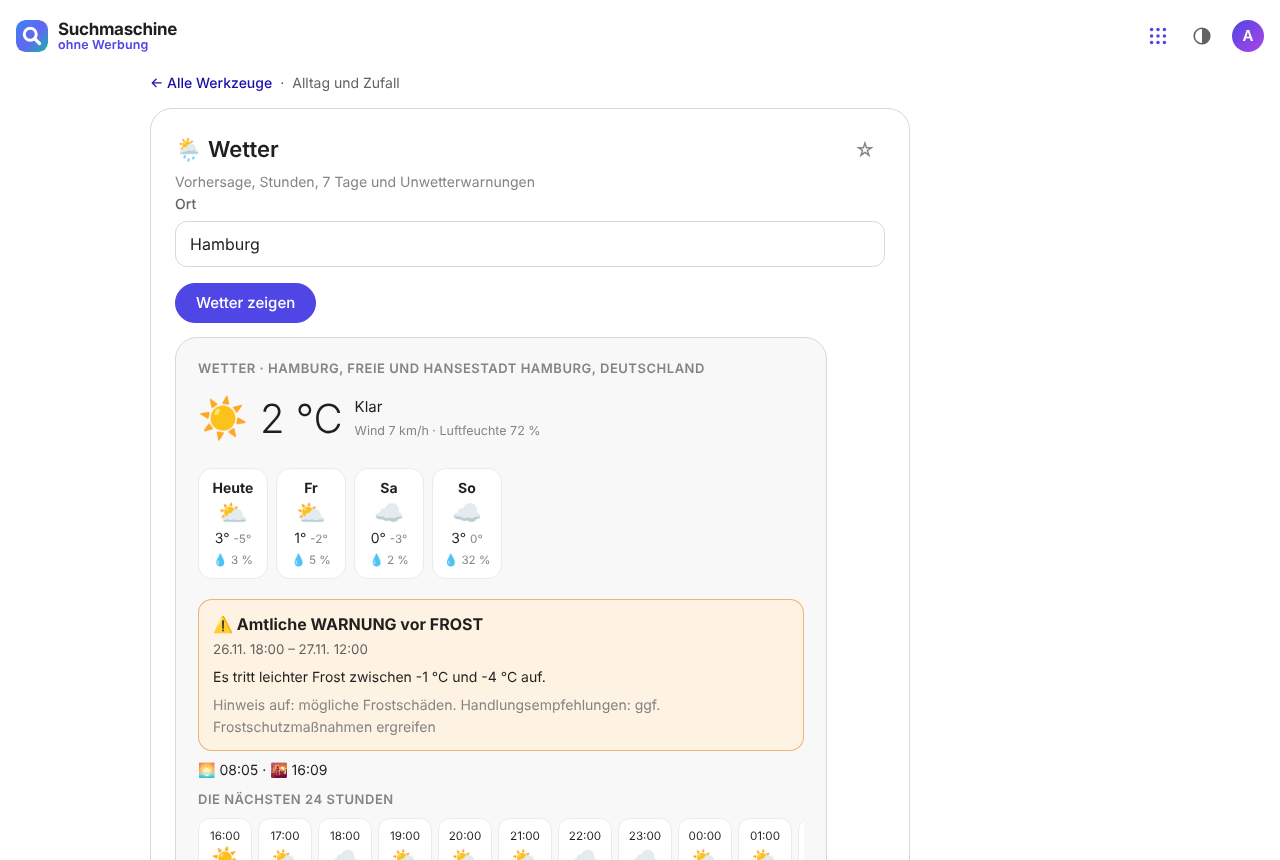 Suchmaschine
ohne Werbung
A
← Alle Werkzeuge · Alltag und Zufall
Wetter
Vorhersage, Stunden, 7 Tage und Unwetterwarnungen
Ort
Hamburg
Wetter zeigen
WETTER · HAMBURG, FREIE UND HANSESTADT HAMBURG, DEUTSCHLAND
2 °C
Klar
Wind 7 km/h · Luftfeuchte 72 %
Heute Fr Sa So
3° -5° 1° -2° 0° -3° 3° 0°
3 % 5 % 2 % 32 %
Amtliche WARNUNG vor FROST
26.11. 18:00 – 27.11. 12:00
Es tritt leichter Frost zwischen -1 °C und -4 °C auf.
Hinweis auf: mögliche Frostschäden. Handlungsempfehlungen: ggf.
Frostschutzmaßnahmen ergreifen
08:05 · 16:09
DIE NÄCHSTEN 24 STUNDEN
16:00 17:00 18:00 19:00 20:00 21:00 22:00 23:00 00:00 01:00